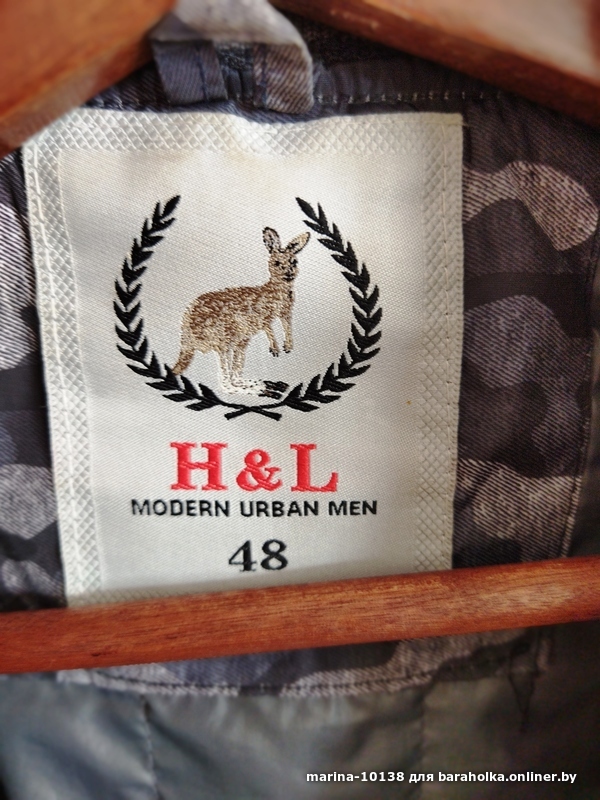 H&L
MODERN URBAN MEN
48
marina-10138 для baraholka.onliner.by